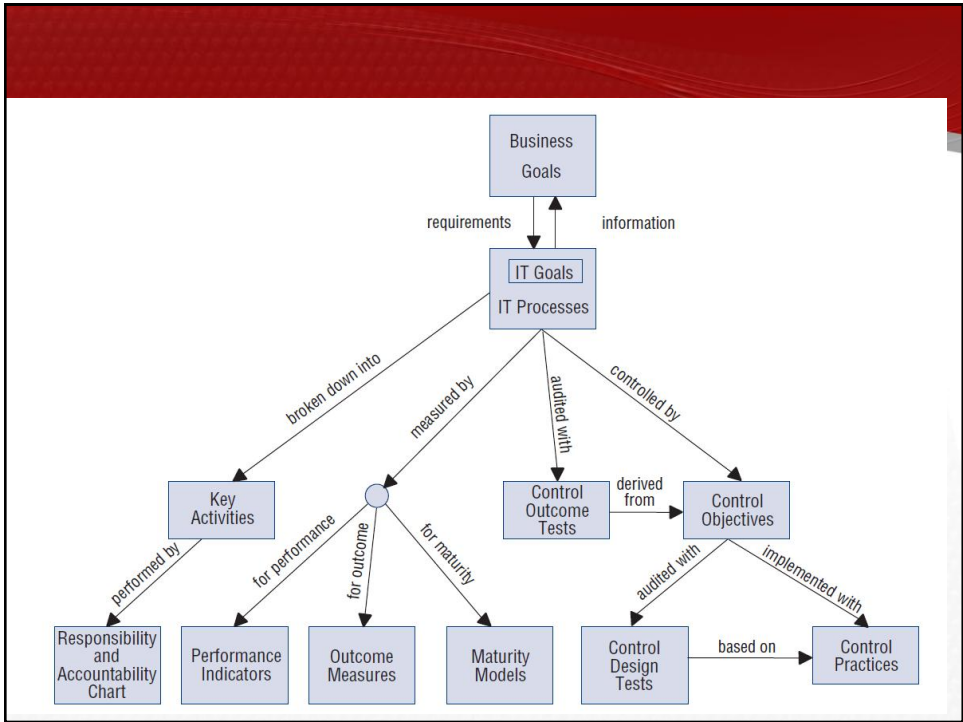 Business
Goals
requirements
information
IT Goals
IT Processes
broken down into
measured by
audited with
controlled by
Key
Activities
Control
Outcome
Tests
derived
from
Control
Objectives
performed by
for performance
for outcome
for maturity
audited with
implemented with
Responsibility
and
Accountability
Chart
Performance
Indicators
Outcome
Measures
Maturity
Models
Control
Design
Tests
based on
Control
Practices